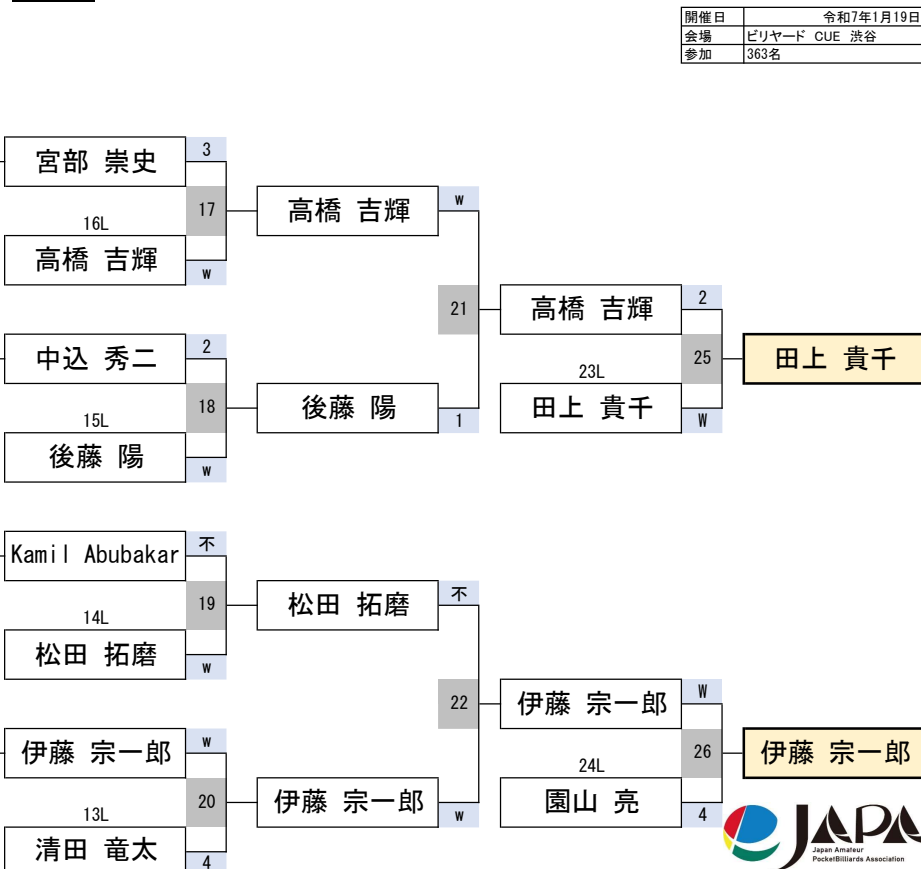 開催日 令和7年1月19日
会場 ビリヤード CUE 渋谷
参加 363名
宮部 崇史 3
17
16L
高橋 吉輝 W
高橋 吉輝 W
21
中込 秀二 2
18
15L
後藤 陽 W
後藤 陽 1
高橋 吉輝 2
25
23L
田上 貴千 W
田上 貴千
Kamil Abubakar 不
19
14L
松田 拓磨 W
松田 拓磨 不
22
伊藤 宗一郎 W
20
13L
清田 竜太 4
伊藤 宗一郎 W
伊藤 宗一郎 W
26
24L
園山 亮 4
伊藤 宗一郎
JAPA
Japan Amateur
PocketBilliards Association